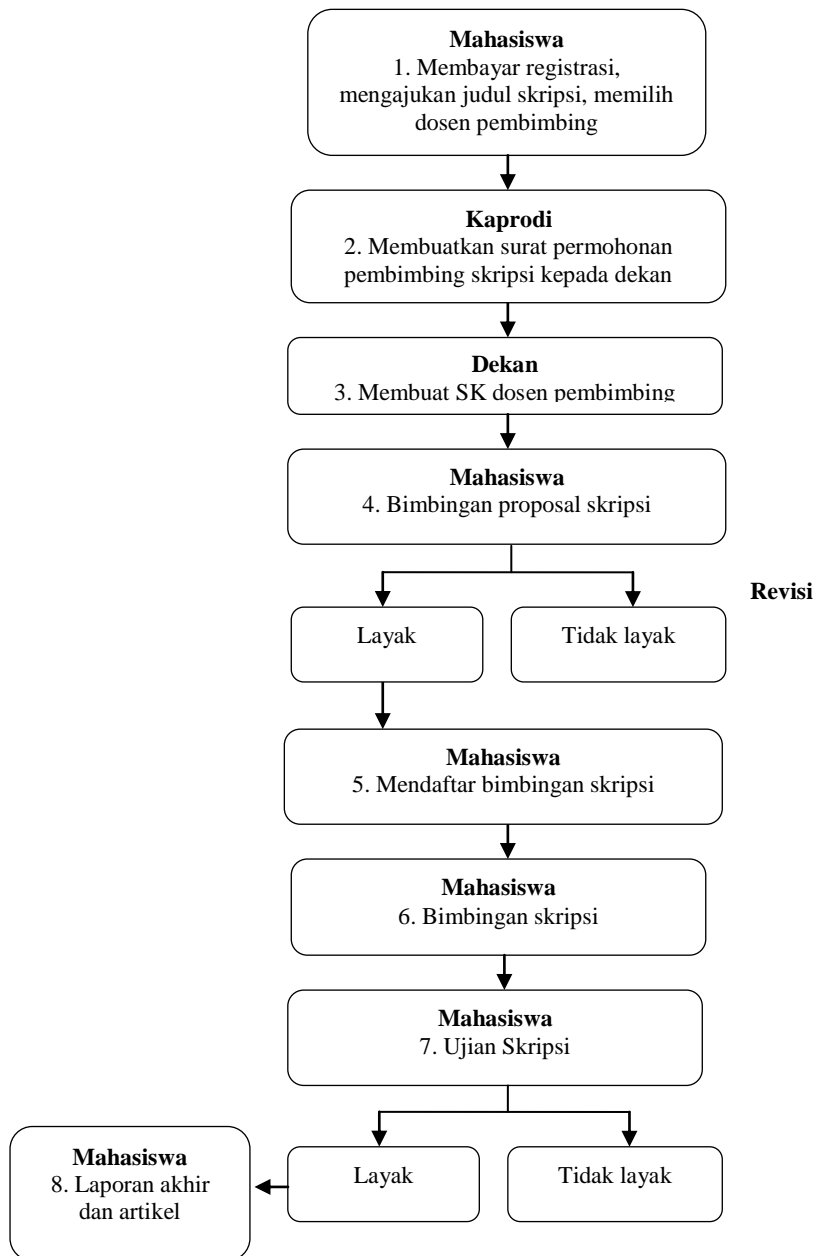 Mahasiswa
1. Membayar registrasi,
mengajukan judul skripsi, memilih
dosen pembimbing
Kaprodi
2. Membuatkan surat permohonan
pembimbing skripsi kepada dekan
Dekan
3. Membuat SK dosen pembimbing
Mahasiswa
4. Bimbingan proposal skripsi
Revisi
Layak
Tidak layak
Mahasiswa
5. Mendaftar bimbingan skripsi
Mahasiswa
6. Bimbingan skripsi
Mahasiswa
7. Ujian Skripsi
Mahasiswa
8. Laporan akhir
dan artikel
Layak
Tidak layak